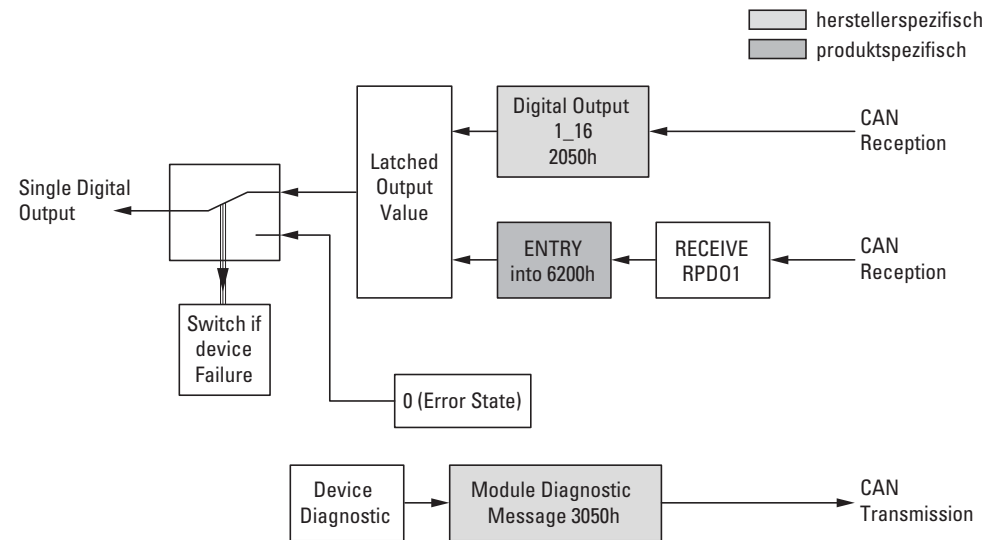 herstellerspezifisch
produktspezifisch
Digital Output
1_16
2050h
CAN
Reception
Latched
Output
Value
Single Digital
Output
ENTRY
into 6200h
RECEIVE
RPDO1
CAN
Reception
Switch if
device
Failure
0 (Error State)
Device
Diagnostic
Module Diagnostic
Message 3050h
CAN
Transmission